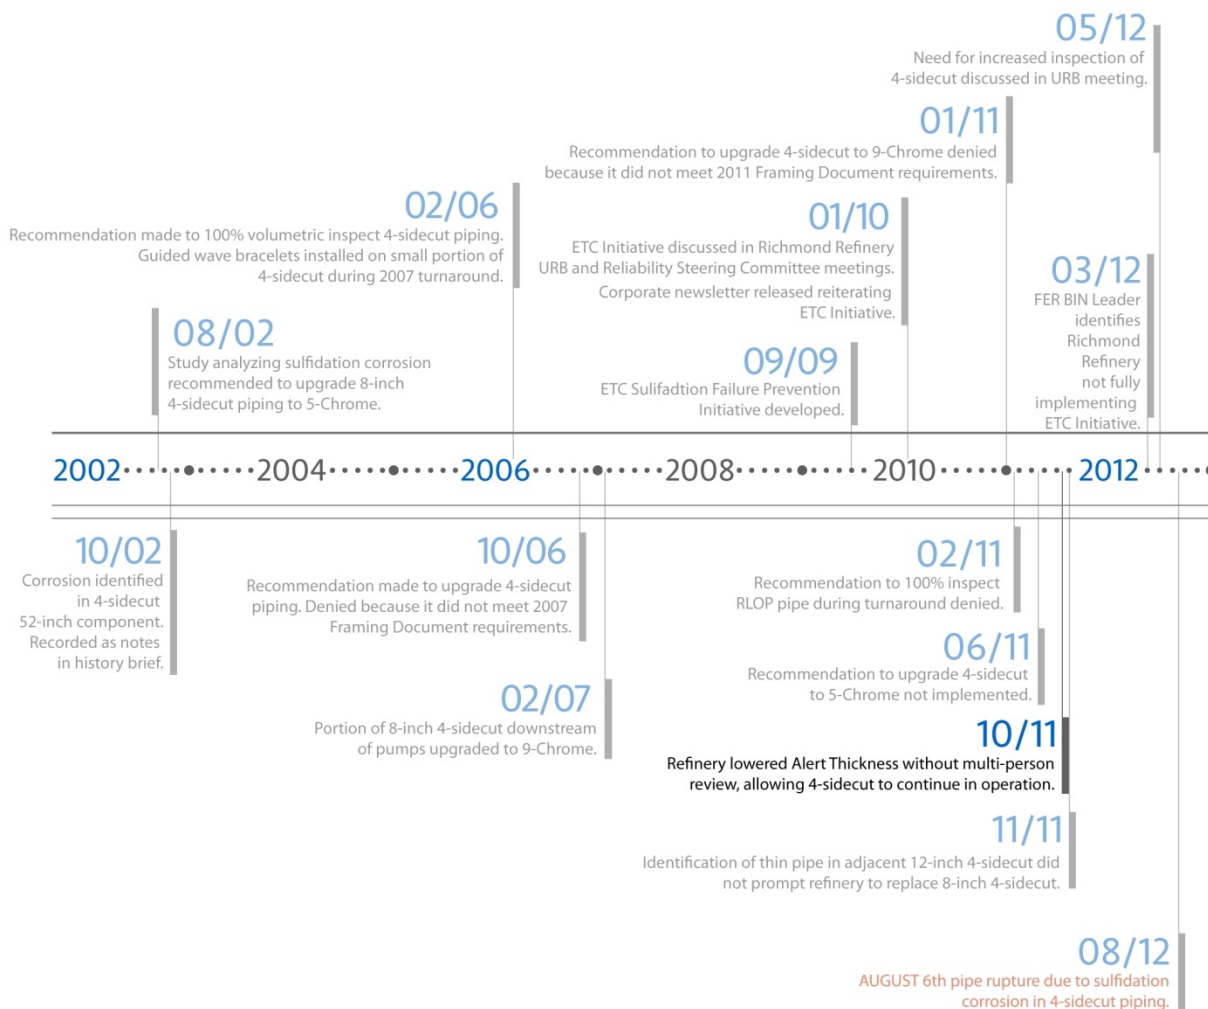 05/12
Need for increased inspection of
4-sidecut discussed in URB meeting.
01/11
Recommendation to upgrade 4-sidecut to 9-Chrome denied
because it did not meet 2011 Framing Document requirements.
02/06
Recommendation made to 100% volumetric inspect 4-sidecut piping.
Guided wave bracelets installed on small portion of
4-sidecut during 2007 turnaround.
01/10
ETC Initiative discussed in Richmond Refinery
URB and Reliability Steering Committee meetings.
Corporate newsletter released reiterating
ETC Initiative.
03/12
FER BIN Leader
identifies
Richmond
Refinery
not fully
implementing
ETC Initiative.
08/02
Study analyzing sulfidation corrosion
recommended to upgrade 8-inch
4-sidecut piping to 5-Chrome.
09/09
ETC Sulifadtion Failure Prevention
Initiative developed.
2002 2004 2006 2008 2010 2012
10/02
Corrosion identified
in 4-sidecut
52-inch component.
Recorded as notes
in history brief.
10/06
Recommendation made to upgrade 4-sidecut
piping. Denied because it did not meet 2007
Framing Document requirements.
02/11
Recommendation to 100% inspect
RLOP pipe during turnaround denied.
06/11
Recommendation to upgrade 4-sidecut
to 5-Chrome not implemented.
02/07
Portion of 8-inch 4-sidecut downstream
of pumps upgraded to 9-Chrome.
10/11
Refinery lowered Alert Thickness without multi-person
review, allowing 4-sidecut to continue in operation.
11/11
Identification of thin pipe in adjacent 12-inch 4-sidecut did
not prompt refinery to replace 8-inch 4-sidecut.
08/12
AUGUST 6th pipe rupture due to sulfidation
corrosion in 4-sidecut piping.